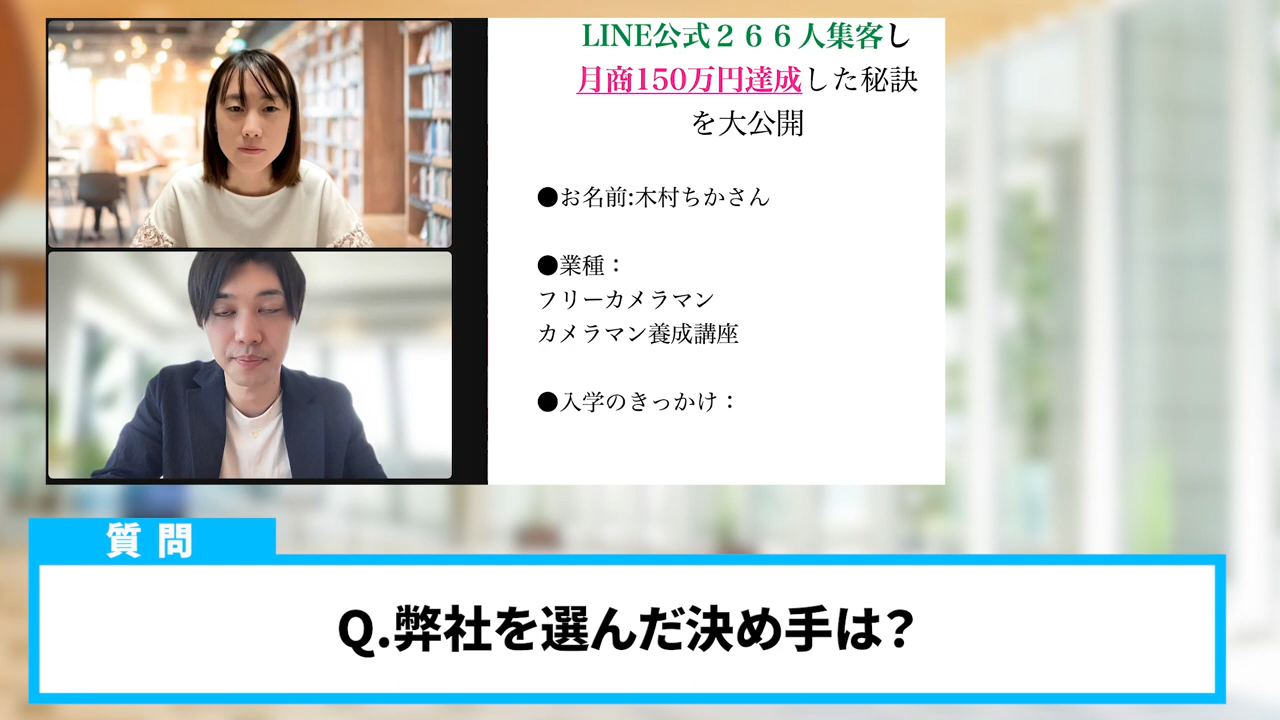 LINE公式２６６人集客し
月商150万円達成した秘訣
を大公開
●お名前:木村ちかさん
●業種：
フリーカメラマン
カメラマン養成講座
●入学のきっかけ：
質問
Q.弊社を選んだ決め手は？